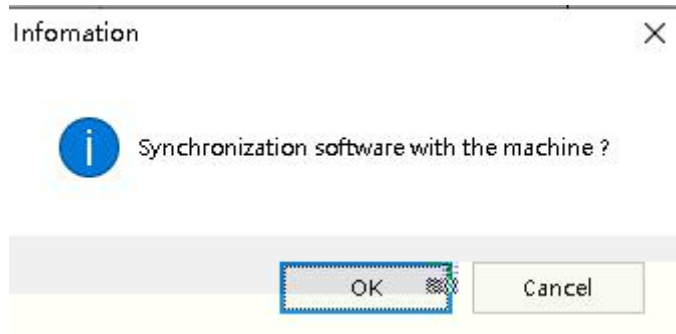 Infomation
Synchronization software with the machine ?
OK
Cancel